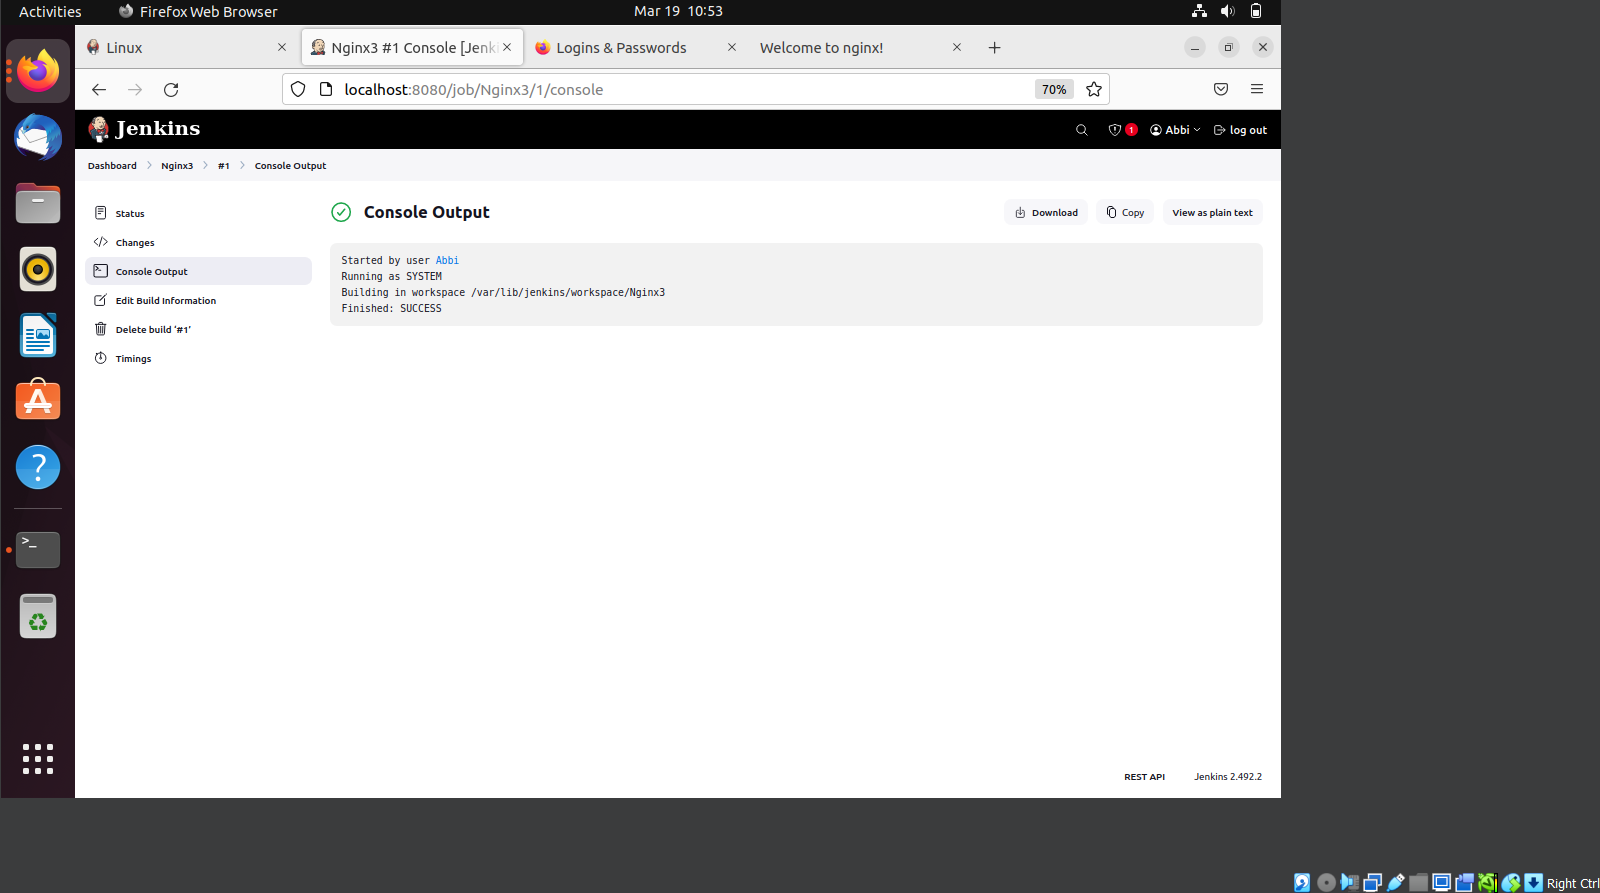 Activities
Firefox Web Browser
Mar 19 10:53
Linux
Nginx3 #1 Console [Jenki
Logins & Passwords
Welcome to nginx!
localhost:8080/job/Nginx3/1/console
70%
Jenkins
1
Abbi
log out
Dashboard
Nginx3
#1
Console Output
Status
Changes
Console Output
Edit Build Information
Delete build ‘#1’
Timings
Console Output
Download
Copy
View as plain text
Started by user Abbi
Running as SYSTEM
Building in workspace /var/lib/jenkins/workspace/Nginx3
Finished: SUCCESS
REST API
Jenkins 2.492.2
Right Ctrl